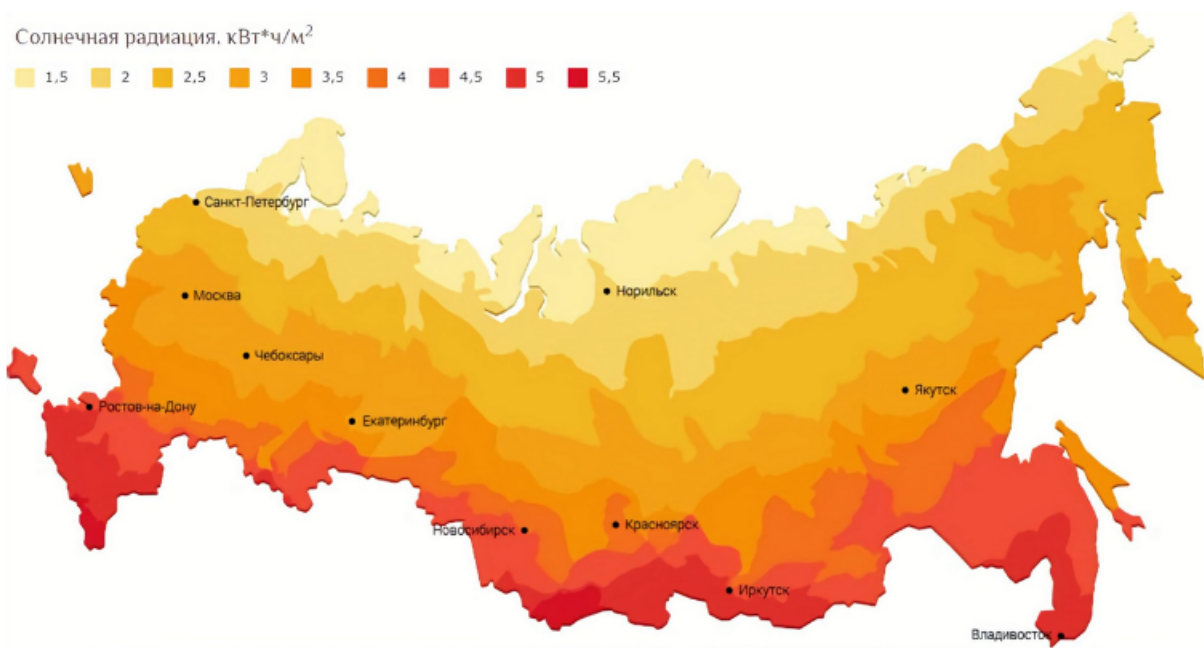 Солнечная радиация, кВт*ч/м²
1,5 2 2,5 3 3,5 4 4,5 5 5,5
Санкт-Петербург
Норильск
Москва
Чебоксары
Якутск
Ростов-на-Дону
Екатеринбург
Красноярск
Новосибирск
Иркутск
Владивосток